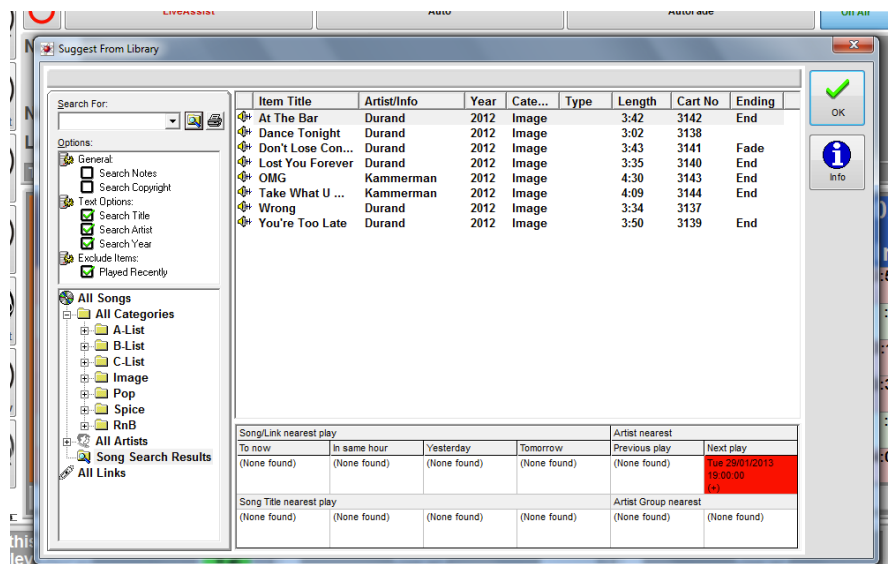 LiveAssist Auto AutoFade On Air
Suggest From Library
Search For:
Options:
General:
Search Notes
Search Copyright
Text Options:
Search Title
Search Artist
Search Year
Exclude Items:
Played Recently
All Songs
All Categories
A-List
B-List
C-List
Image
Pop
Spice
RnB
All Artists
Song Search Results
All Links
Item Title Artist/Info Year Cate... Type Length Cart No Ending
At The Bar Durand 2012 Image 3:42 3142 End
Dance Tonight Durand 2012 Image 3:02 3138
Don't Lose Con... Durand 2012 Image 3:43 3141 Fade
Lost You Forever Durand 2012 Image 3:35 3140 End
OMG Kammerman 2012 Image 4:30 3143 End
Take What U ... Kammerman 2012 Image 4:09 3144 End
Wrong Durand 2012 Image 3:34 3137
You're Too Late Durand 2012 Image 3:50 3139 End
Song/Link nearest play Artist nearest
To now In same hour Yesterday Tomorrow Previous play Next play
(None found) (None found) (None found) (None found) (None found) Tue 29/01/2013
19:00:00
(+)
Song Title nearest play Artist Group nearest
(None found) (None found) (None found) (None found) (None found) (None found)
OK
Info